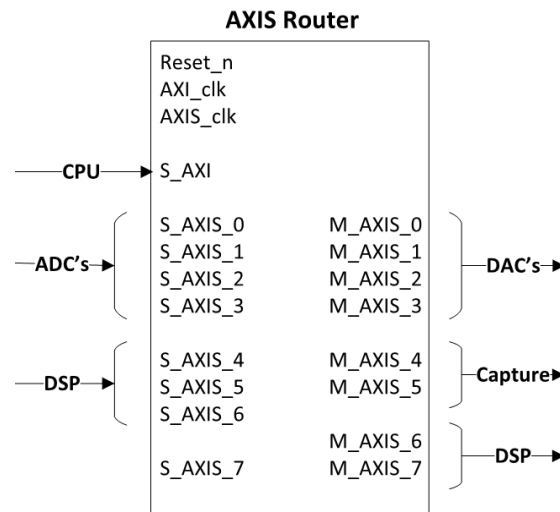 AXIS Router
Reset_n
AXI_clk
AXIS_clk
CPU S_AXI
S_AXIS_0 M_AXIS_0
S_AXIS_1 M_AXIS_1
ADC's S_AXIS_2 M_AXIS_2 DAC's
S_AXIS_3 M_AXIS_3
S_AXIS_4 M_AXIS_4 Capture
DSP S_AXIS_5 M_AXIS_5
S_AXIS_6
M_AXIS_6 DSP
S_AXIS_7 M_AXIS_7